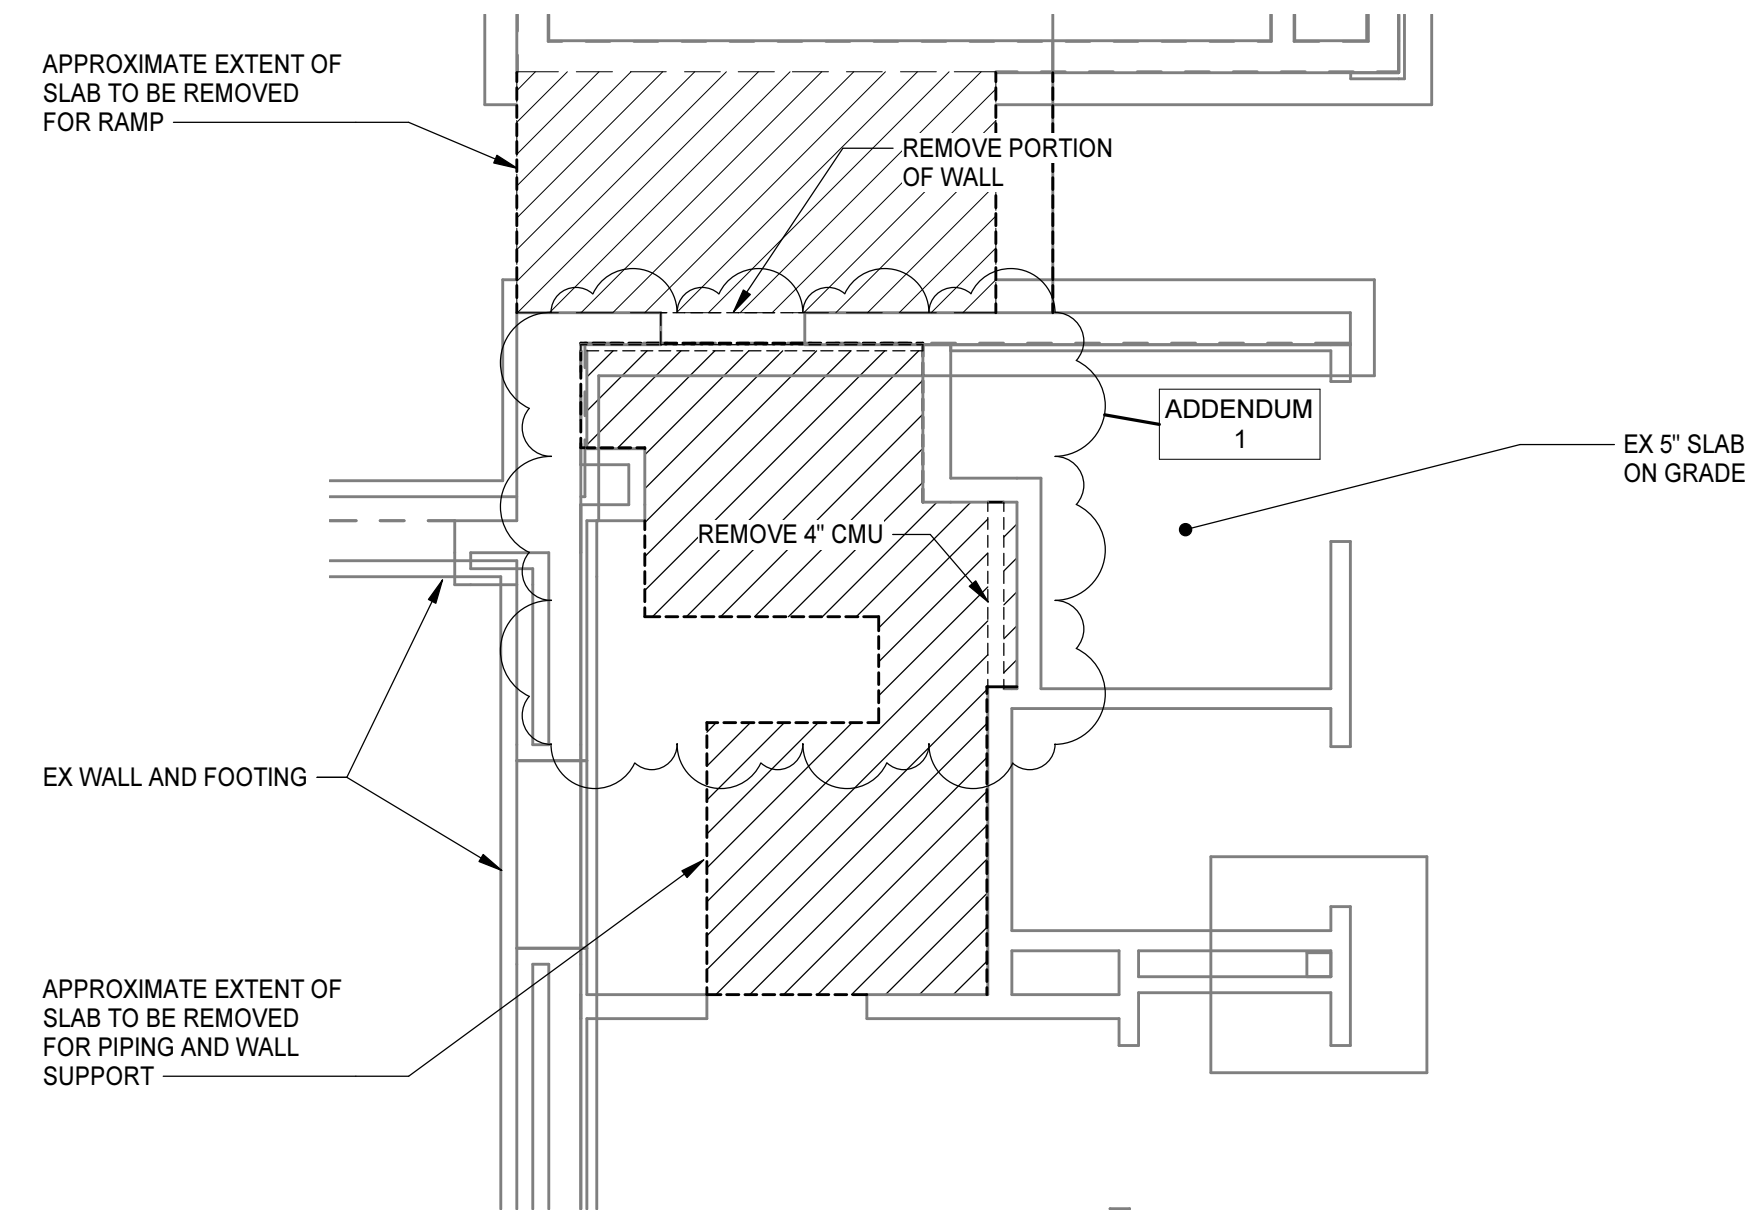 APPROXIMATE EXTENT OF
SLAB TO BE REMOVED
FOR RAMP
REMOVE PORTION
OF WALL
ADDENDUM
1
EX 5" SLAB
ON GRADE
REMOVE 4" CMU
EX WALL AND FOOTING
APPROXIMATE EXTENT OF
SLAB TO BE REMOVED
FOR PIPING AND WALL
SUPPORT